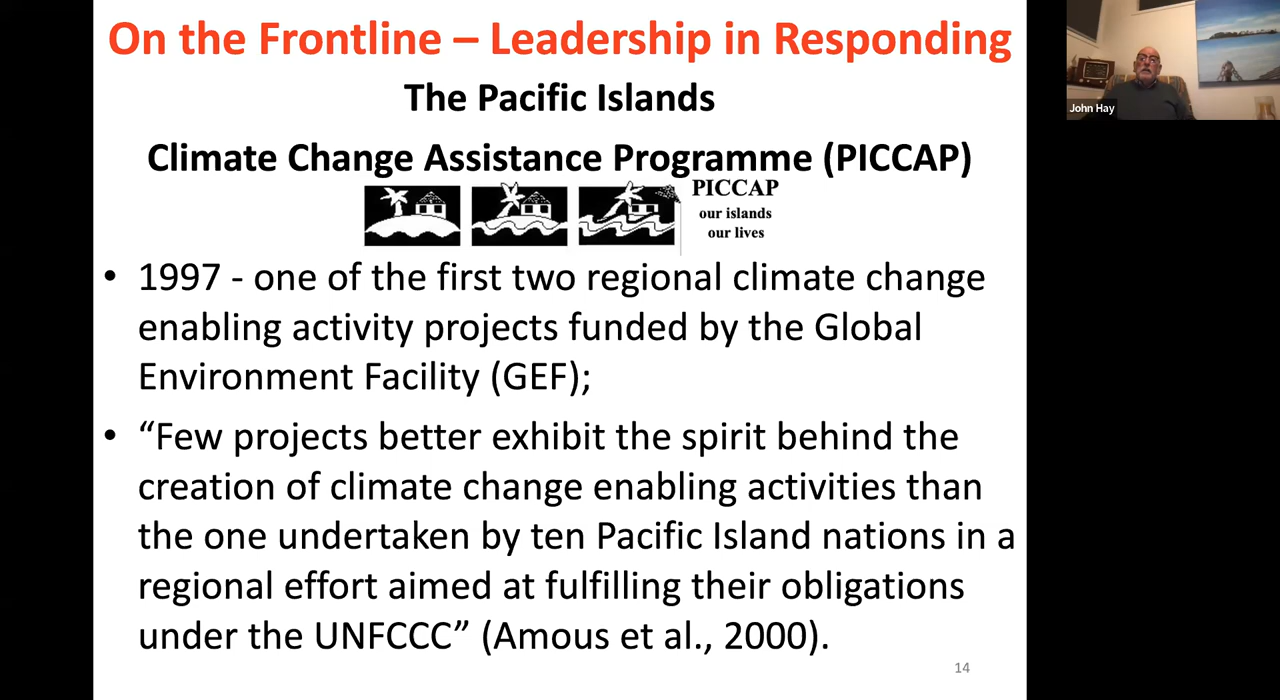 On the Frontline – Leadership in Responding
The Pacific Islands
Climate Change Assistance Programme (PICCAP)
PICCAP
our islands
our lives
• 1997 - one of the first two regional climate change
enabling activity projects funded by the Global
Environment Facility (GEF);
• “Few projects better exhibit the spirit behind the
creation of climate change enabling activities than
the one undertaken by ten Pacific Island nations in a
regional effort aimed at fulfilling their obligations
under the UNFCCC” (Amous et al., 2000).
14
John Hay